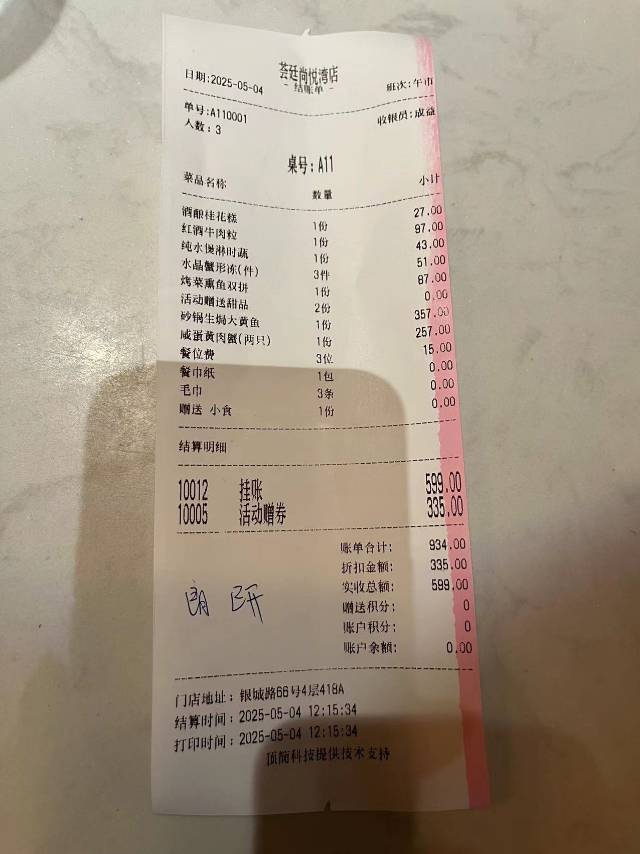 荟廷尚悦湾店
- 结账单 -
日期:2025-05-04 班次:午市
单号:A110001 收银员:成益
人数:3
桌号:A11
菜品名称 数量 小计
酒酿桂花糕 1份 27.00
红酒牛肉粒 1份 97.00
纯水煲淋时蔬 1份 43.00
水晶蟹形冻(件) 3件 51.00
烤菜熏鱼双拼 1份 87.00
活动赠送甜品 2份 0.00
砂锅生焗大黄鱼 1份 357.00
咸蛋黄肉蟹(两只) 1份 257.00
餐位费 3位 15.00
餐巾纸 1包 0.00
毛巾 3条 0.00
赠送 小食 1份 0.00
结算明细
10012 挂账 599.00
10005 活动赠券 335.00
账单合计: 934.00
折扣金额: 335.00
实收总额: 599.00
赠送积分: 0
账户积分: 0
账户余额: 0.00
门店地址：银城路66号4层418A
结算时间：2025-05-04 12:15:34
打印时间：2025-05-04 12:15:34
顶简科技提供技术支持